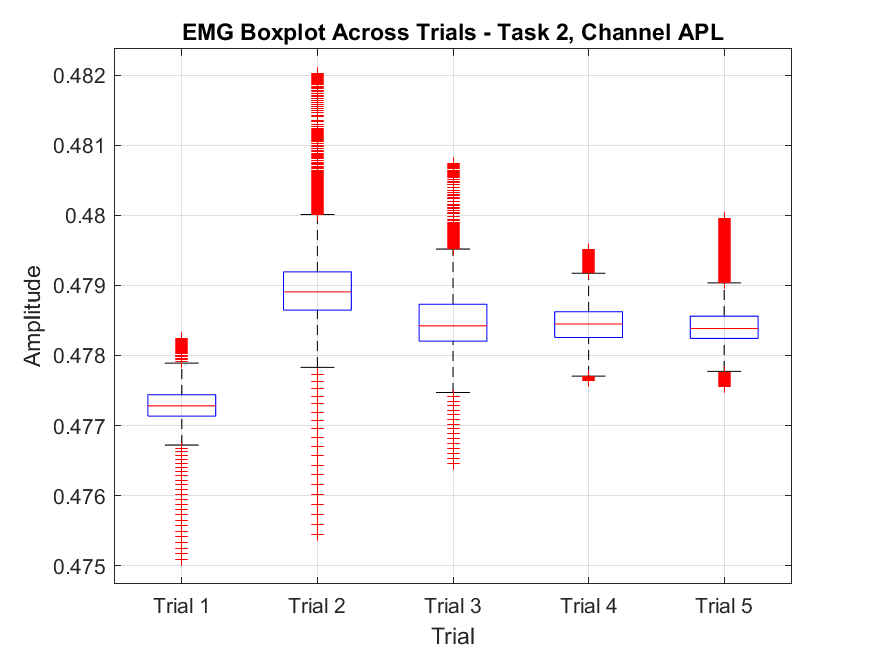 EMG Boxplot Across Trials - Task 2, Channel APL
0.482
0.481
0.48
0.479
0.478
0.477
0.476
0.475
Amplitude
Trial 1 Trial 2 Trial 3 Trial 4 Trial 5
Trial